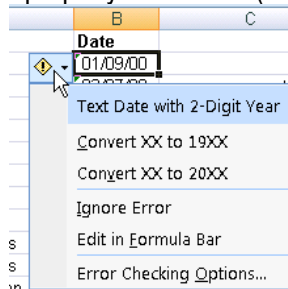 B C
Date
01/09/00
Text Date with 2-Digit Year
Convert XX to 19XX
Convert XX to 20XX
Ignore Error
Edit in Formula Bar
s
Error Checking Options...
s